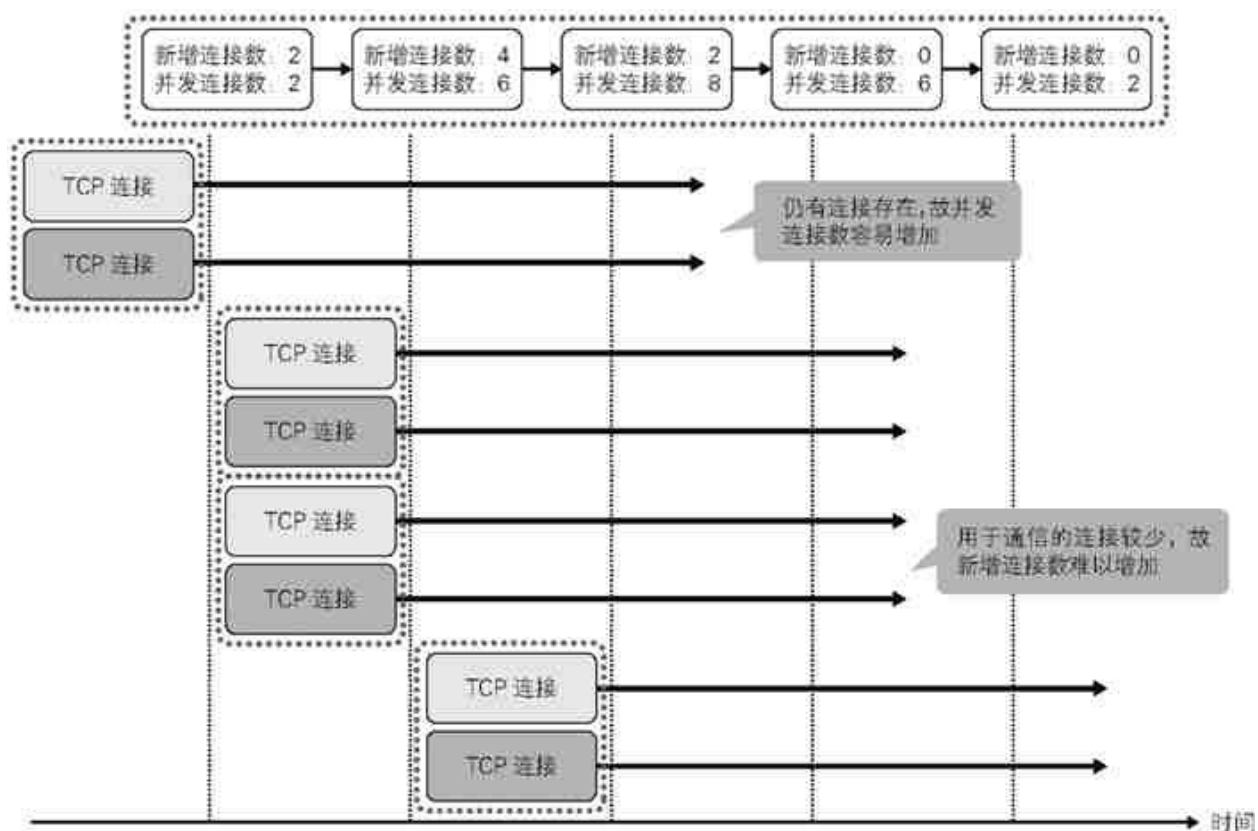 新增连接数：2
并发连接数：2
新增连接数：4
并发连接数：6
新增连接数：2
并发连接数：8
新增连接数：0
并发连接数：6
新增连接数：0
并发连接数：2
TCP 连接
TCP 连接
仍有连接存在，故并发
连接数容易增加
TCP 连接
TCP 连接
TCP 连接
TCP 连接
用于通信的连接较少，故
新增连接数难以增加
TCP 连接
TCP 连接
时间